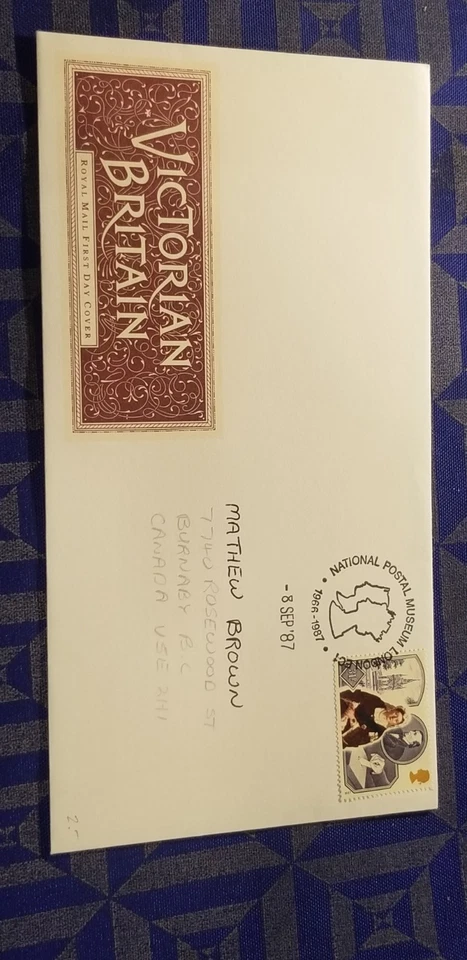 VICTORIAN
BRITAIN
ROYAL MAIL FIRST DAY COVER
NATIONAL POSTAL MUSEUM LONDON EC1
1966-1987
-8 SEP '87
MATHEW BROWN
7740 ROSEWOOD ST
BURNABY B.C
CANADA V5E 2H1